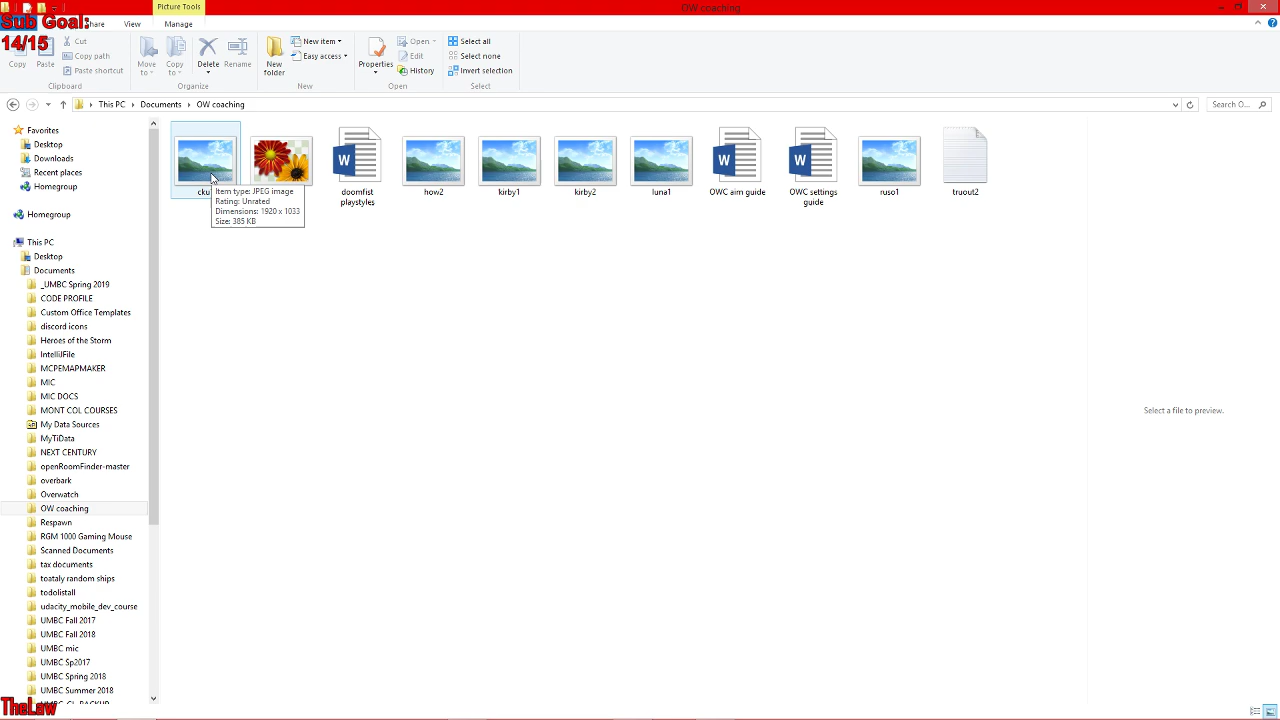 Picture Tools
OW coaching
Sub Goal:
14/15
Share
View
Manage
Cut
Copy path
Paste shortcut
Copy
Paste
Clipboard
Move to
Copy to
Delete
Rename
Organize
New folder
New item
Easy access
New
Properties
Open
Edit
History
Open
Select all
Select none
Invert selection
Select
This PC
Documents
OW coaching
Search O...
Favorites
Desktop
Downloads
Recent places
Homegroup
Homegroup
This PC
Desktop
Documents
_UMBC Spring 2019
CODE PROFILE
Custom Office Templates
discord icons
Heroes of the Storm
IntelliJFile
MCPEMAPMAKER
MIC
MIC DOCS
MONT COL COURSES
My Data Sources
MyTiData
NEXT CENTURY
openRoomFinder-master
overbark
Overwatch
OW coaching
Respawn
RGM 1000 Gaming Mouse
Scanned Documents
tax documents
toataly random ships
todolistall
udacity_mobile_dev_course
UMBC Fall 2017
UMBC Fall 2018
UMBC mic
UMBC Sp2017
UMBC Spring 2018
UMBC Summer 2018
TheLaw
cku
Item type: JPEG image
Rating: Unrated
Dimensions: 1920 x 1033
Size: 385 KB
doomfist
playstyles
how2
kirby1
kirby2
luna1
OWC aim guide
OWC settings
guide
ruso1
truout2
Select a file to preview.